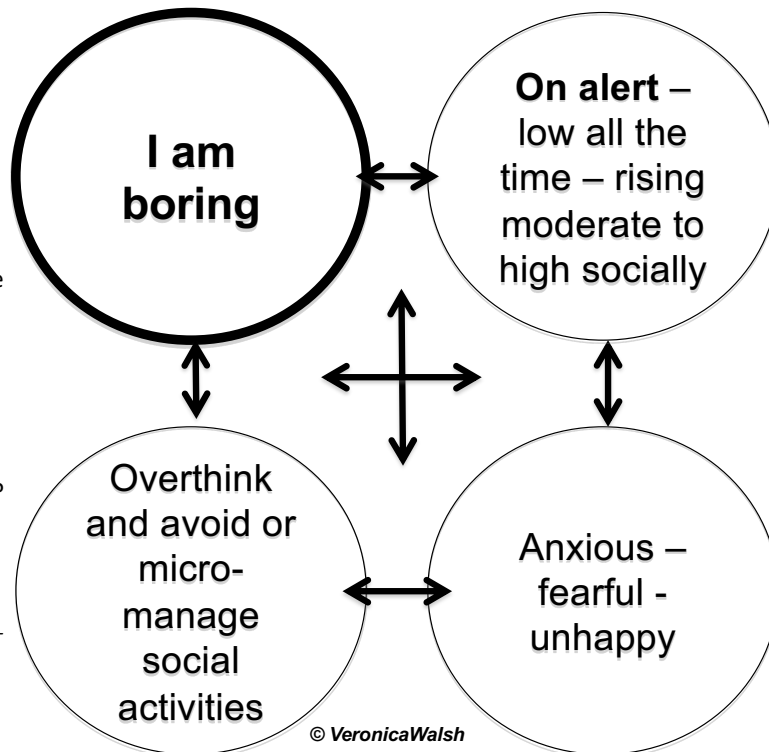 I am
boring
On alert –
low all the
time – rising
moderate to
high socially
Overthink
and avoid or
micro-
manage
social
activities
Anxious –
fearful -
unhappy
© VeronicaWalsh